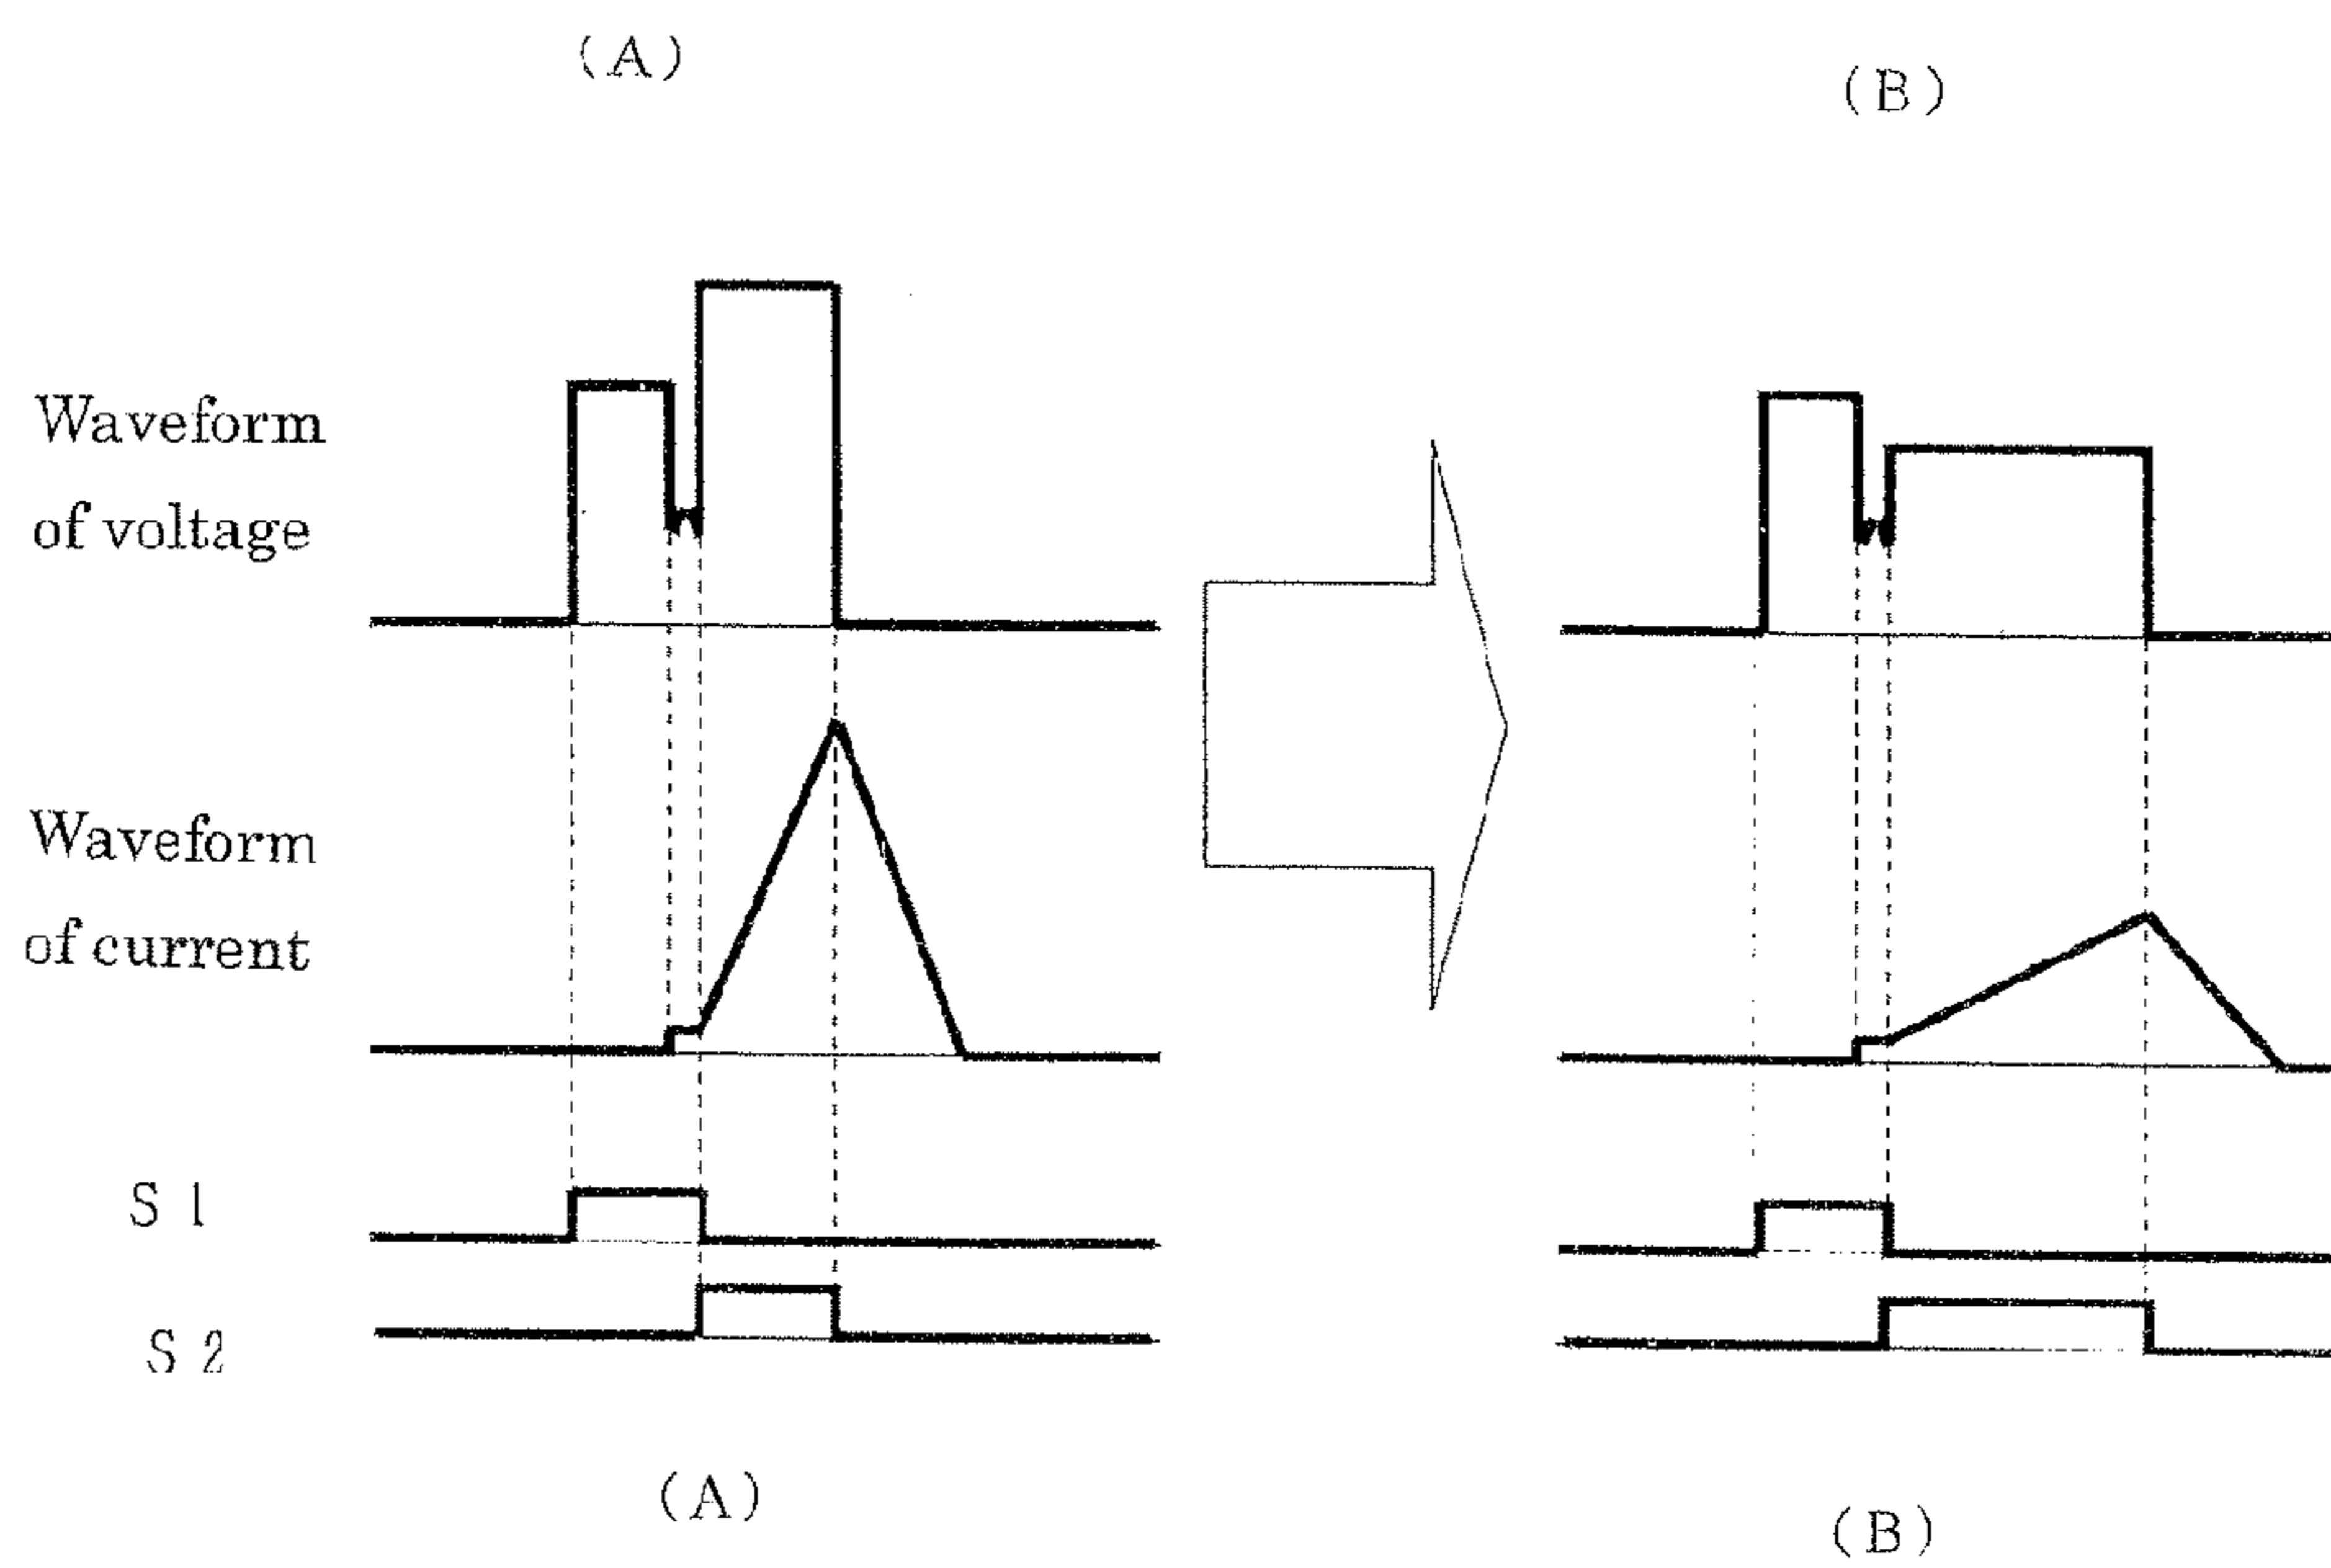 (A)
(B)
Waveform
of voltage
Waveform
of current
S 1
S 2
(A)
(B)